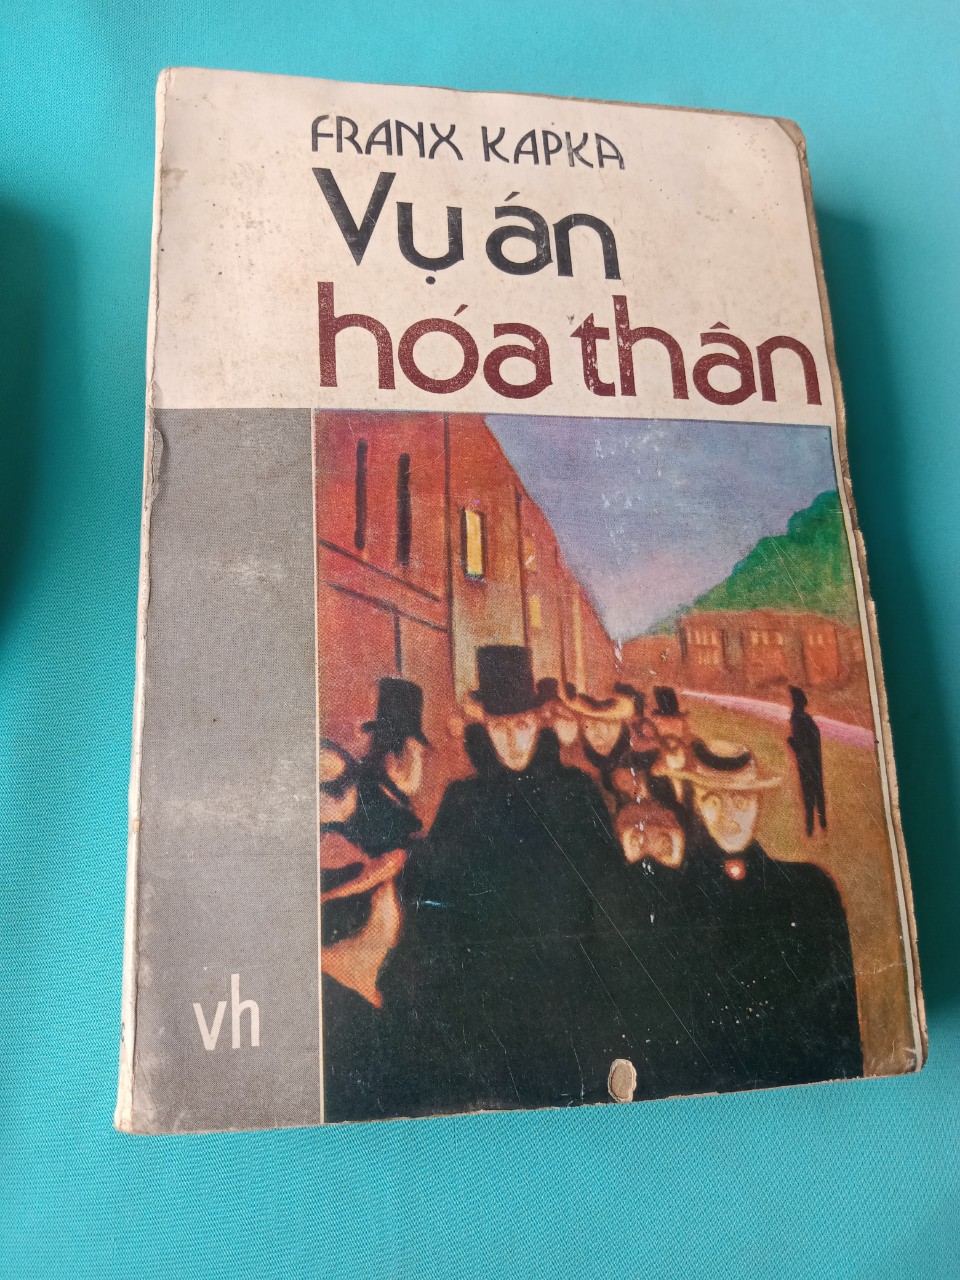 FRANX KAPKA
Vụ án
hóa thân
vh